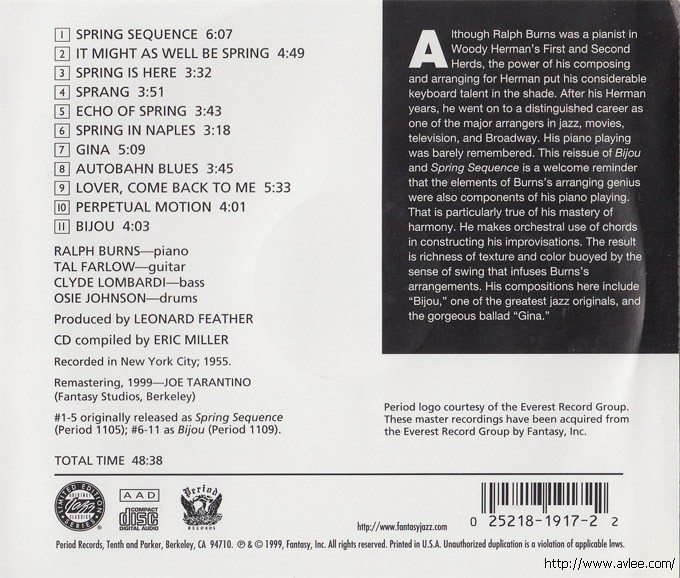 1 SPRING SEQUENCE 6:07
2 IT MIGHT AS WELL BE SPRING 4:49
3 SPRING IS HERE 3:32
4 SPRANG 3:51
5 ECHO OF SPRING 3:43
6 SPRING IN NAPLES 3:18
7 GINA 5:09
8 AUTOBAHN BLUES 3:45
9 LOVER, COME BACK TO ME 5:33
10 PERPETUAL MOTION 4:01
11 BIJOU 4:03
RALPH BURNS—piano
TAL FARLOW—guitar
CLYDE LOMBARDI—bass
OSIE JOHNSON—drums
Produced by LEONARD FEATHER
CD compiled by ERIC MILLER
Recorded in New York City; 1955.
Remastering, 1999—JOE TARANTINO
(Fantasy Studios, Berkeley)
#1-5 originally released as Spring Sequence
(Period 1105); #6-11 as Bijou (Period 1109).
TOTAL TIME 48:38
Although Ralph Burns was a pianist in
Woody Herman's First and Second
Herds, the power of his composing
and arranging for Herman put his considerable
keyboard talent in the shade. After his Herman
years, he went on to a distinguished career as
one of the major arrangers in jazz, movies,
television, and Broadway. His piano playing
was barely remembered. This reissue of Bijou
and Spring Sequence is a welcome reminder
that the elements of Burns's arranging genius
were also components of his piano playing.
That is particularly true of his mastery of
harmony. He makes orchestral use of chords
in constructing his improvisations. The result
is richness of texture and color buoyed by the
sense of swing that infuses Burns's
arrangements. His compositions here include
"Bijou," one of the greatest jazz originals, and
the gorgeous ballad "Gina."
Period logo courtesy of the Everest Record Group.
These master recordings have been acquired from
the Everest Record Group by Fantasy, Inc.
LIMITED EDITION
ORIGINAL
Jazz
CLASSICS
SERIES
AAD
COMPACT
disc
DIGITAL AUDIO
Period
RECORDS
http://www.fantasyjazz.com
0 25218-1917-2 2
Period Records, Tenth and Parker, Berkeley, CA 94710. ℗ & © 1999, Fantasy, Inc. All rights reserved. Printed in U.S.A. Unauthorized duplication is a violation of applicable laws.
http://www.avlee.com/